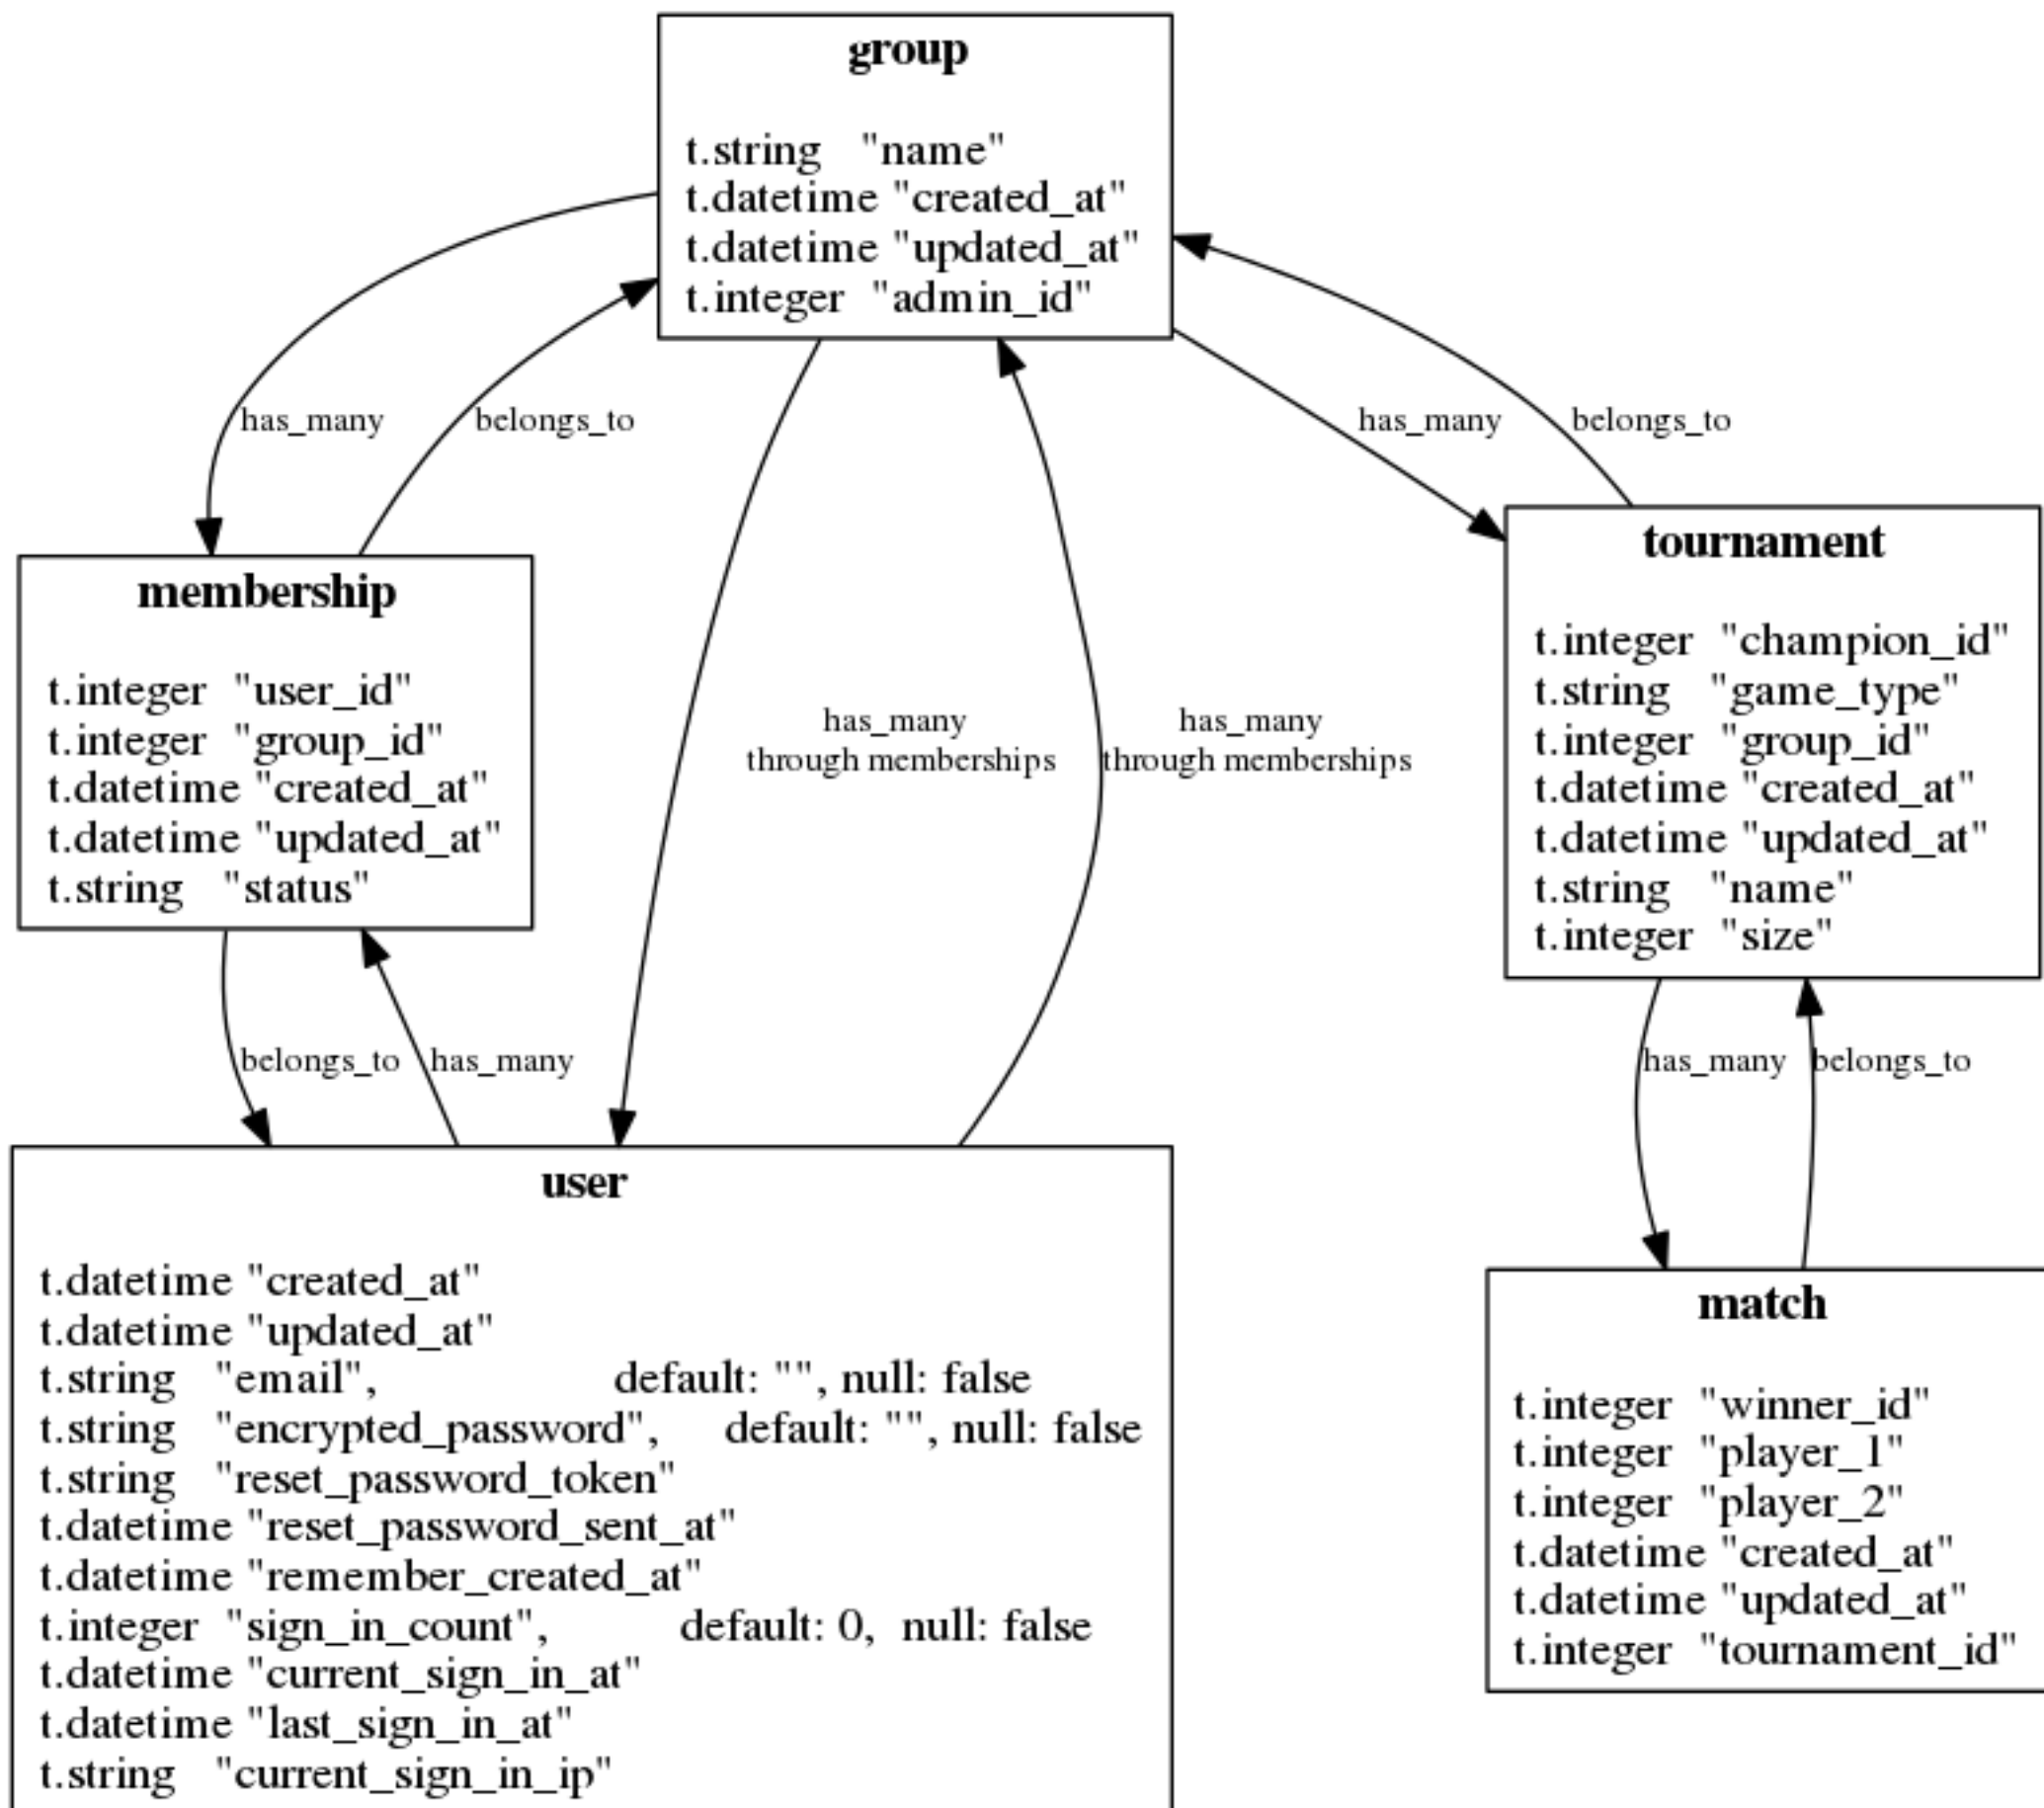 group
t.string "name"
t.datetime "created_at"
t.datetime "updated_at"
t.integer "admin_id"
has_many
belongs_to
has_many
belongs_to
membership
t.integer "user_id"
t.integer "group_id"
t.datetime "created_at"
t.datetime "updated_at"
t.string "status"
tournament
t.integer "champion_id"
t.string "game_type"
t.integer "group_id"
t.datetime "created_at"
t.datetime "updated_at"
t.string "name"
t.integer "size"
has_many
through memberships
has_many
through memberships
belongs_to
has_many
has_many
belongs_to
user
t.datetime "created_at"
t.datetime "updated_at"
t.string "email", default: "", null: false
t.string "encrypted_password", default: "", null: false
t.string "reset_password_token"
t.datetime "reset_password_sent_at"
t.datetime "remember_created_at"
t.integer "sign_in_count", default: 0, null: false
t.datetime "current_sign_in_at"
t.datetime "last_sign_in_at"
t.string "current_sign_in_ip"
match
t.integer "winner_id"
t.integer "player_1"
t.integer "player_2"
t.datetime "created_at"
t.datetime "updated_at"
t.integer "tournament_id"